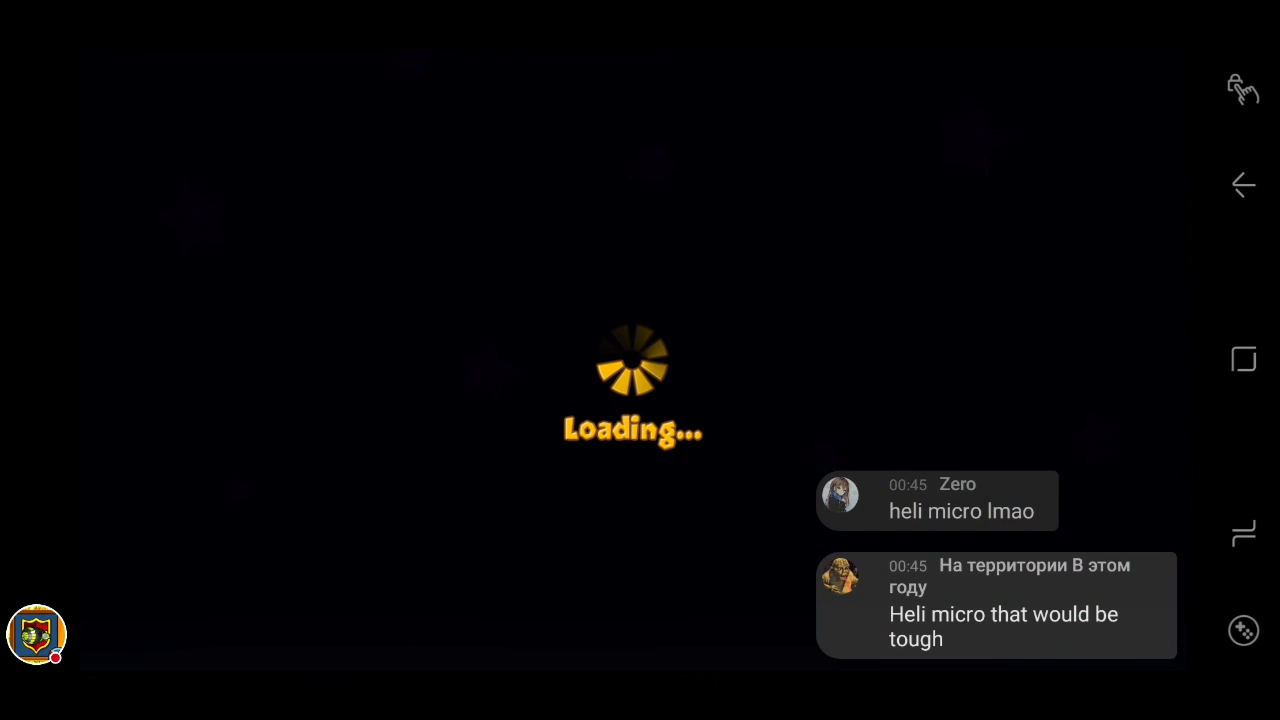 Loading...
00:45 Zero
heli micro lmao
00:45 На территории В этом
году
Heli micro that would be
tough